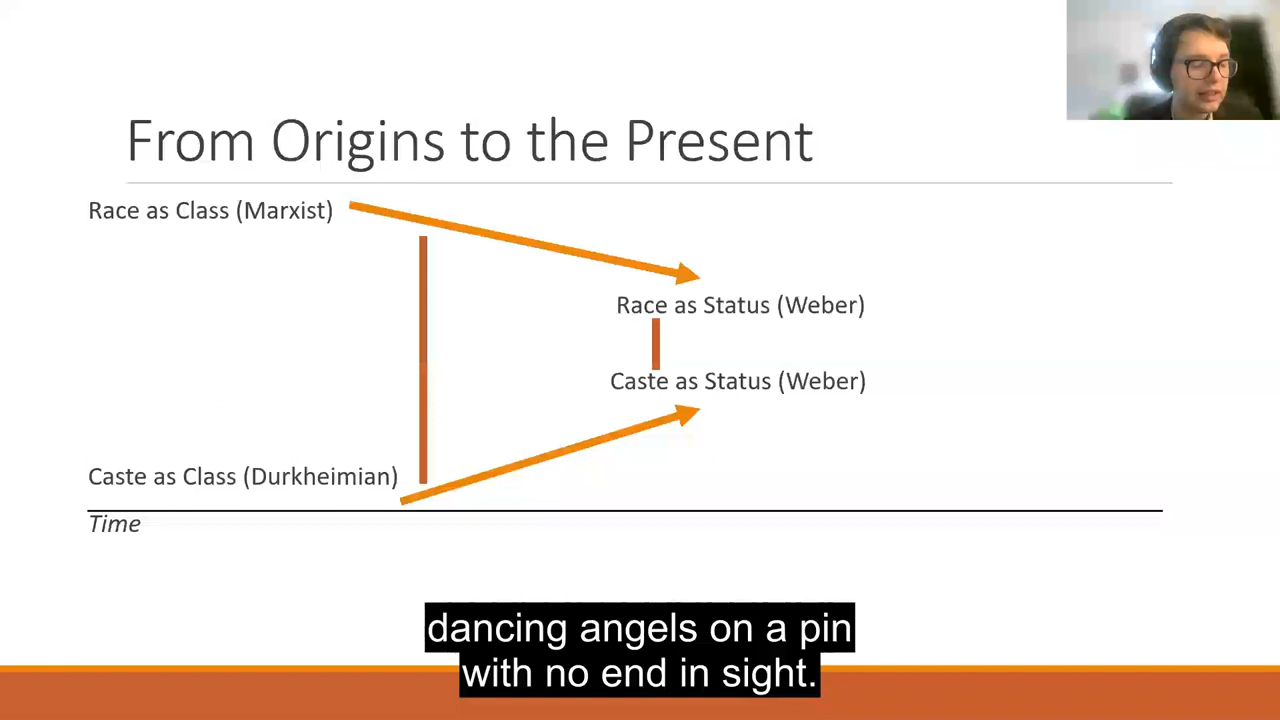 From Origins to the Present
Race as Class (Marxist)
Race as Status (Weber)
Caste as Status (Weber)
Caste as Class (Durkheimian)
Time
dancing angels on a pin
with no end in sight.